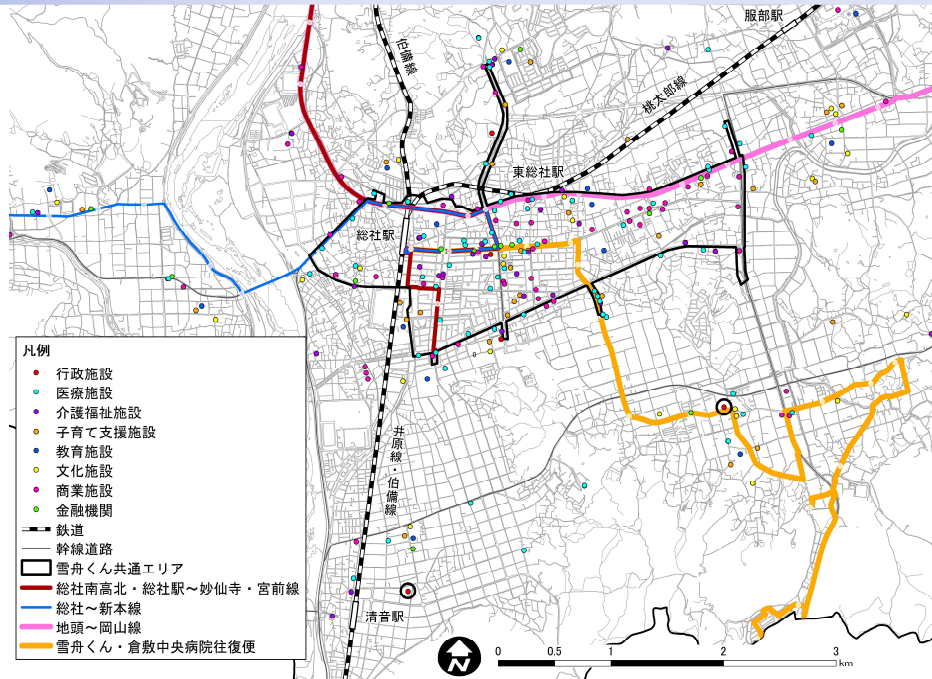 服部駅
伯備線
桃太郎線
東総社駅
総社駅
井原線・伯備線
清音駅
凡例
行政施設
医療施設
介護福祉施設
子育て支援施設
教育施設
文化施設
商業施設
金融機関
鉄道
幹線道路
雪舟くん共通エリア
総社南高北・総社駅～妙仙寺・宮前線
総社～新本線
地頭～岡山線
雪舟くん・倉敷中央病院往復便
N
0 0.5 1 2 3
km
0